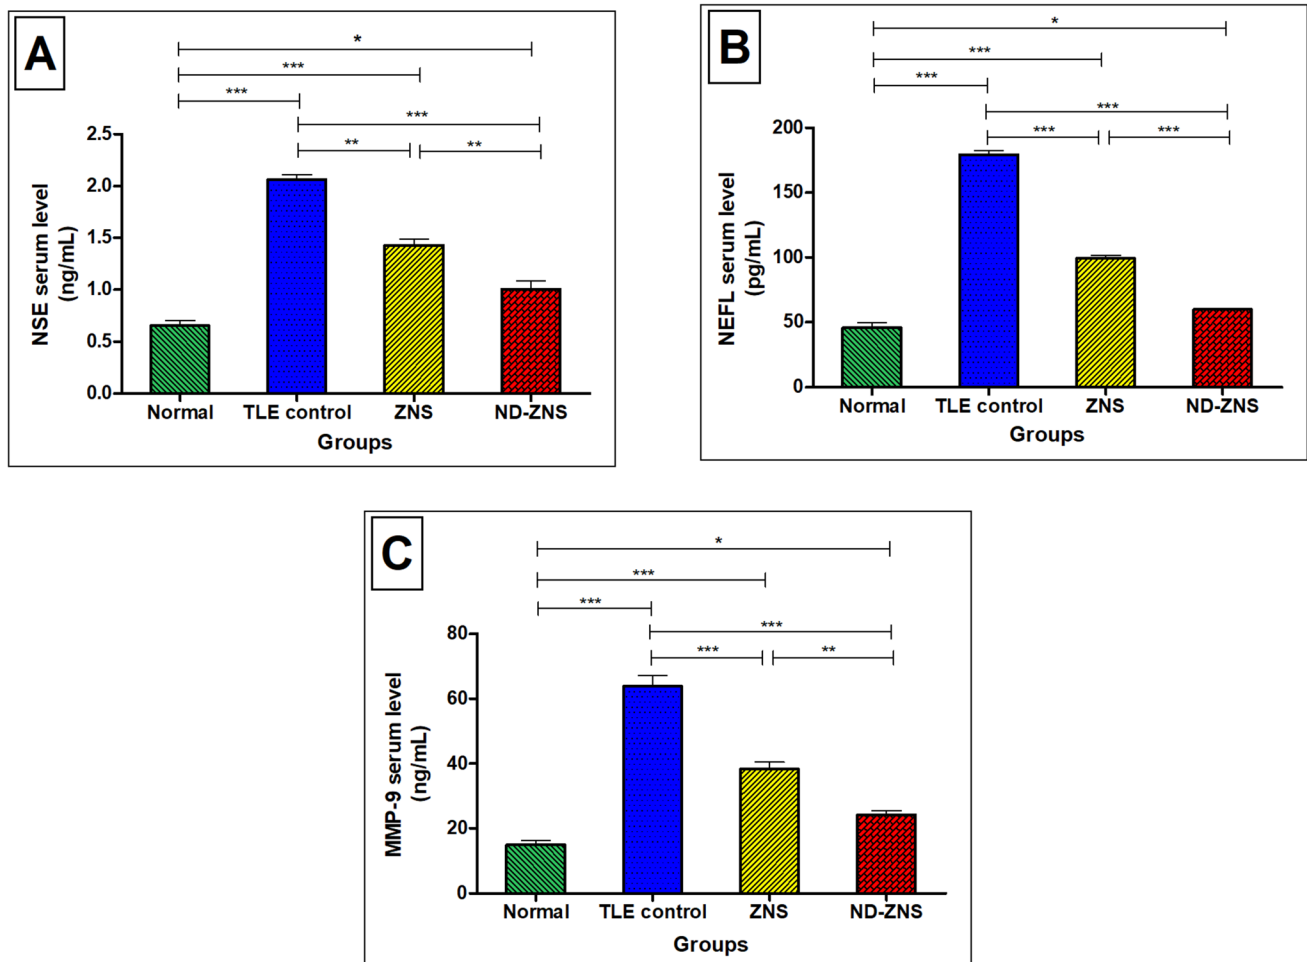 A
*
***
***
***
**
**
2.5
2.0
1.5
1.0
0.5
0.0
NSE serum level
(ng/mL)
Normal TLE control ZNS ND-ZNS
Groups
B
*
***
***
***
***
***
200
150
100
50
0
NEFL serum level
(pg/mL)
Normal TLE control ZNS ND-ZNS
Groups
C
*
***
***
***
***
**
80
60
40
20
0
MMP-9 serum level
(ng/mL)
Normal TLE control ZNS ND-ZNS
Groups